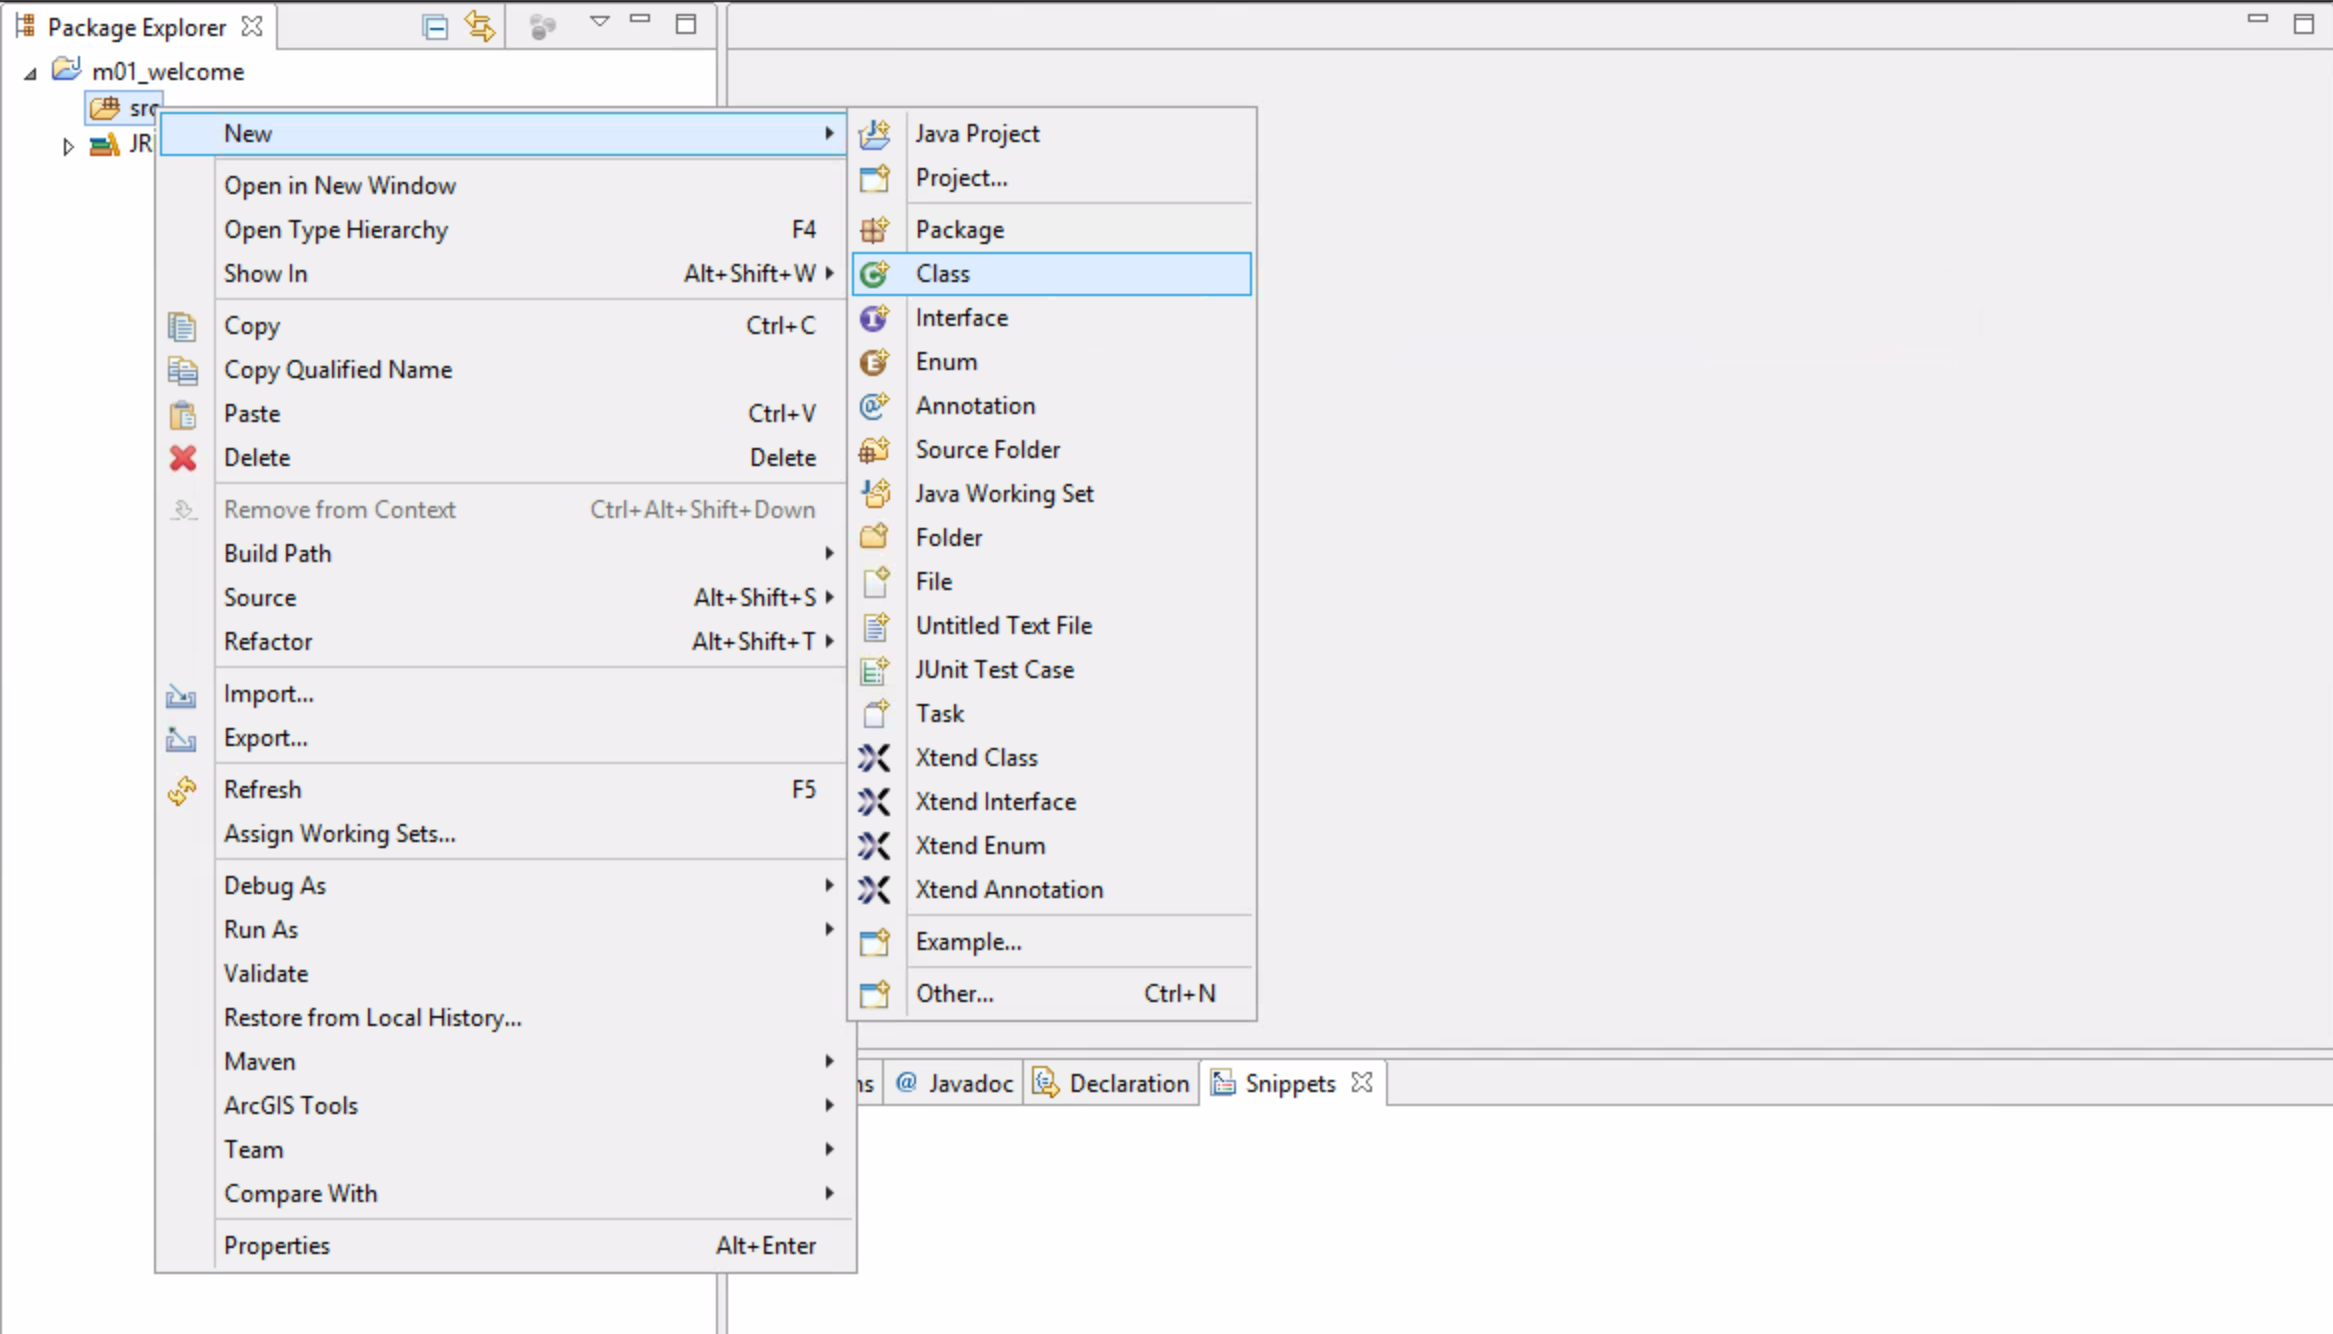 Package Explorer
m01_welcome
src
JR
New
Open in New Window
Open Type Hierarchy F4
Show In Alt+Shift+W
Copy Ctrl+C
Copy Qualified Name
Paste Ctrl+V
Delete Delete
Remove from Context Ctrl+Alt+Shift+Down
Build Path
Source Alt+Shift+S
Refactor Alt+Shift+T
Import...
Export...
Refresh F5
Assign Working Sets...
Debug As
Run As
Validate
Restore from Local History...
Maven
ArcGIS Tools
Team
Compare With
Properties Alt+Enter
Java Project
Project...
Package
Class
Interface
Enum
Annotation
Source Folder
Java Working Set
Folder
File
Untitled Text File
JUnit Test Case
Task
Xtend Class
Xtend Interface
Xtend Enum
Xtend Annotation
Example...
Other... Ctrl+N
ns @ Javadoc Declaration Snippets